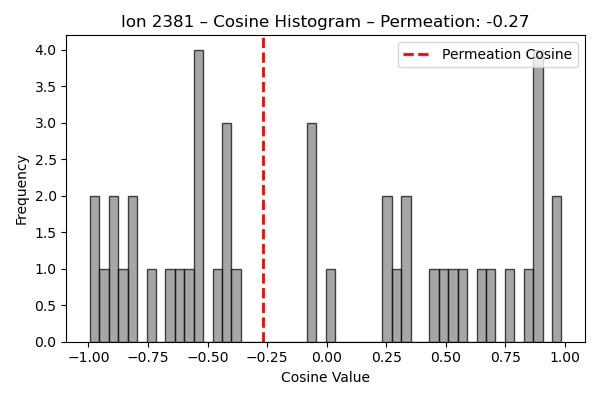 Ion 2381 – Cosine Histogram – Permeation: -0.27
Permeation Cosine
Frequency
4.0
3.5
3.0
2.5
2.0
1.5
1.0
0.5
0.0
−1.00 −0.75 −0.50 −0.25 0.00 0.25 0.50 0.75 1.00
Cosine Value